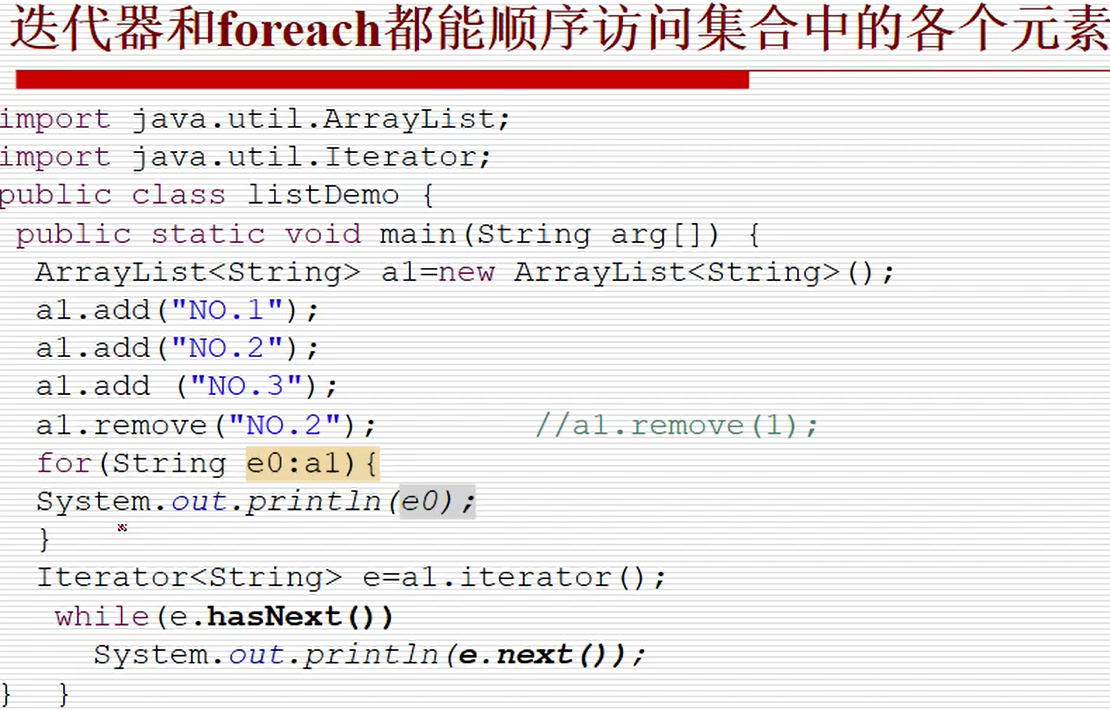 迭代器和foreach都能顺序访问集合中的各个元素
import java.util.ArrayList;
import java.util.Iterator;
public class listDemo {
public static void main(String arg[]) {
ArrayList<String> a1=new ArrayList<String>();
a1.add("NO.1");
a1.add("NO.2");
a1.add ("NO.3");
a1.remove("NO.2"); //a1.remove(1);
for(String e0:a1){
System.out.println(e0);
}
Iterator<String> e=a1.iterator();
while(e.hasNext())
System.out.println(e.next());
} }